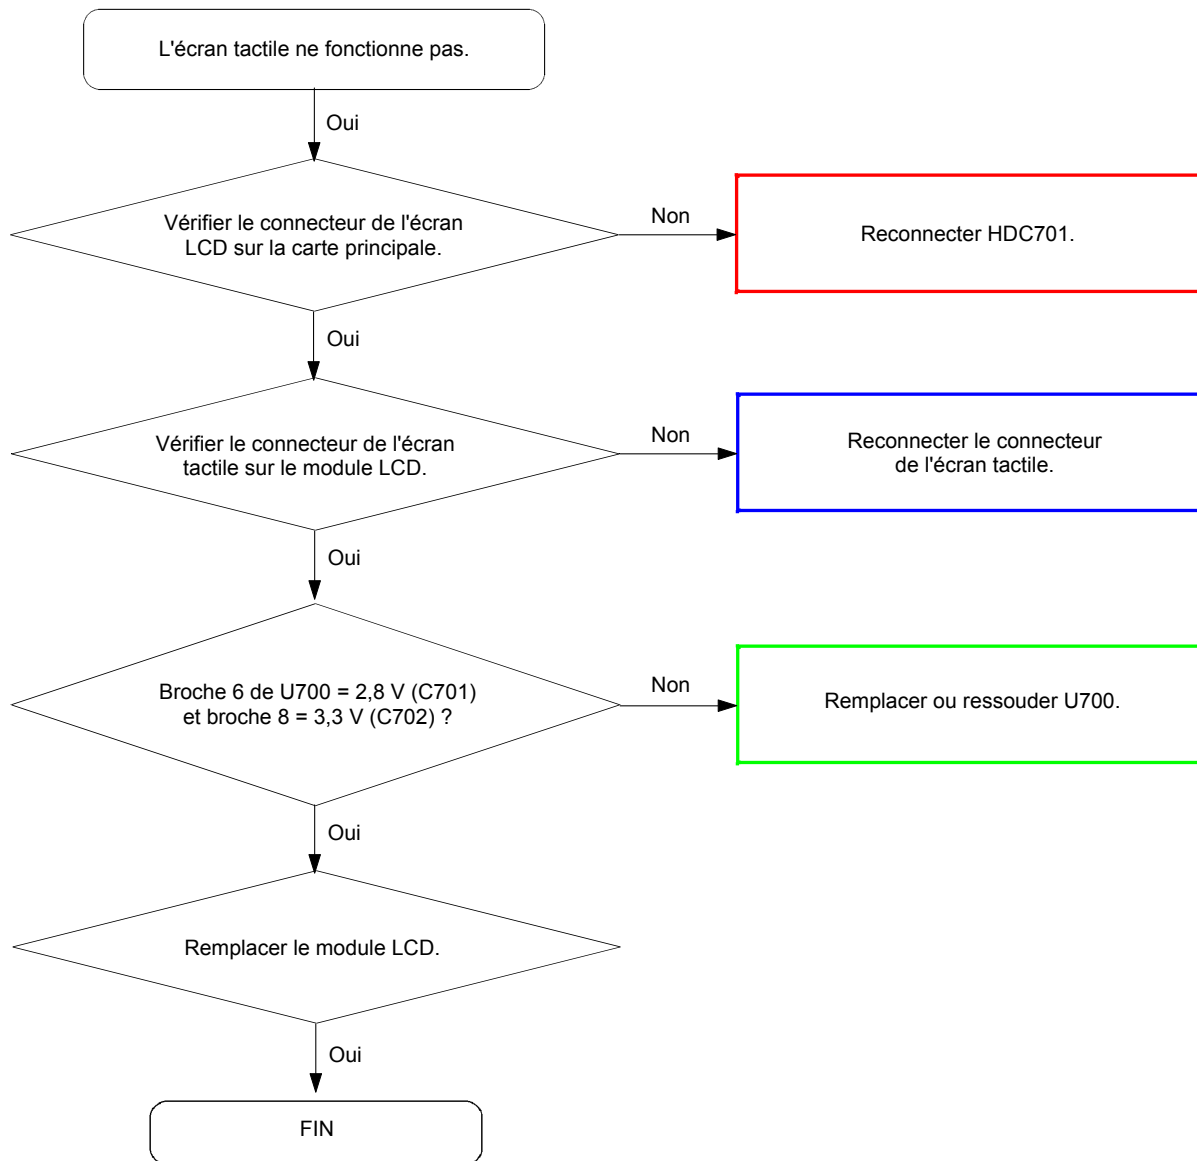 L'écran tactile ne fonctionne pas.
Oui
Vérifier le connecteur de l'écran
LCD sur la carte principale.
Non
Reconnecter HDC701.
Oui
Vérifier le connecteur de l'écran
tactile sur le module LCD.
Non
Reconnecter le connecteur
de l'écran tactile.
Oui
Broche 6 de U700 = 2,8 V (C701)
et broche 8 = 3,3 V (C702) ?
Non
Remplacer ou ressouder U700.
Oui
Remplacer le module LCD.
Oui
FIN